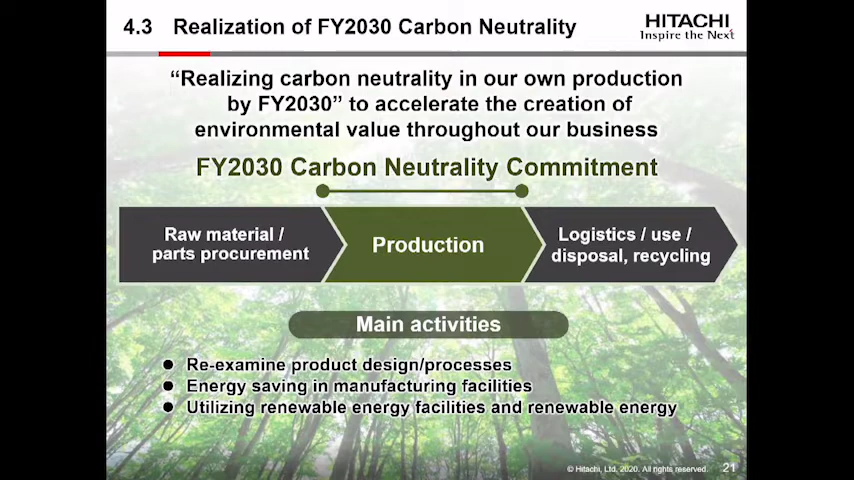 4.3 Realization of FY2030 Carbon Neutrality
HITACHI
Inspire the Next
“Realizing carbon neutrality in our own production
by FY2030” to accelerate the creation of
environmental value throughout our business
FY2030 Carbon Neutrality Commitment
Raw material /
parts procurement
Production
Logistics / use /
disposal, recycling
Main activities
● Re-examine product design/processes
● Energy saving in manufacturing facilities
● Utilizing renewable energy facilities and renewable energy
© Hitachi, Ltd. 2020. All rights reserved. 21